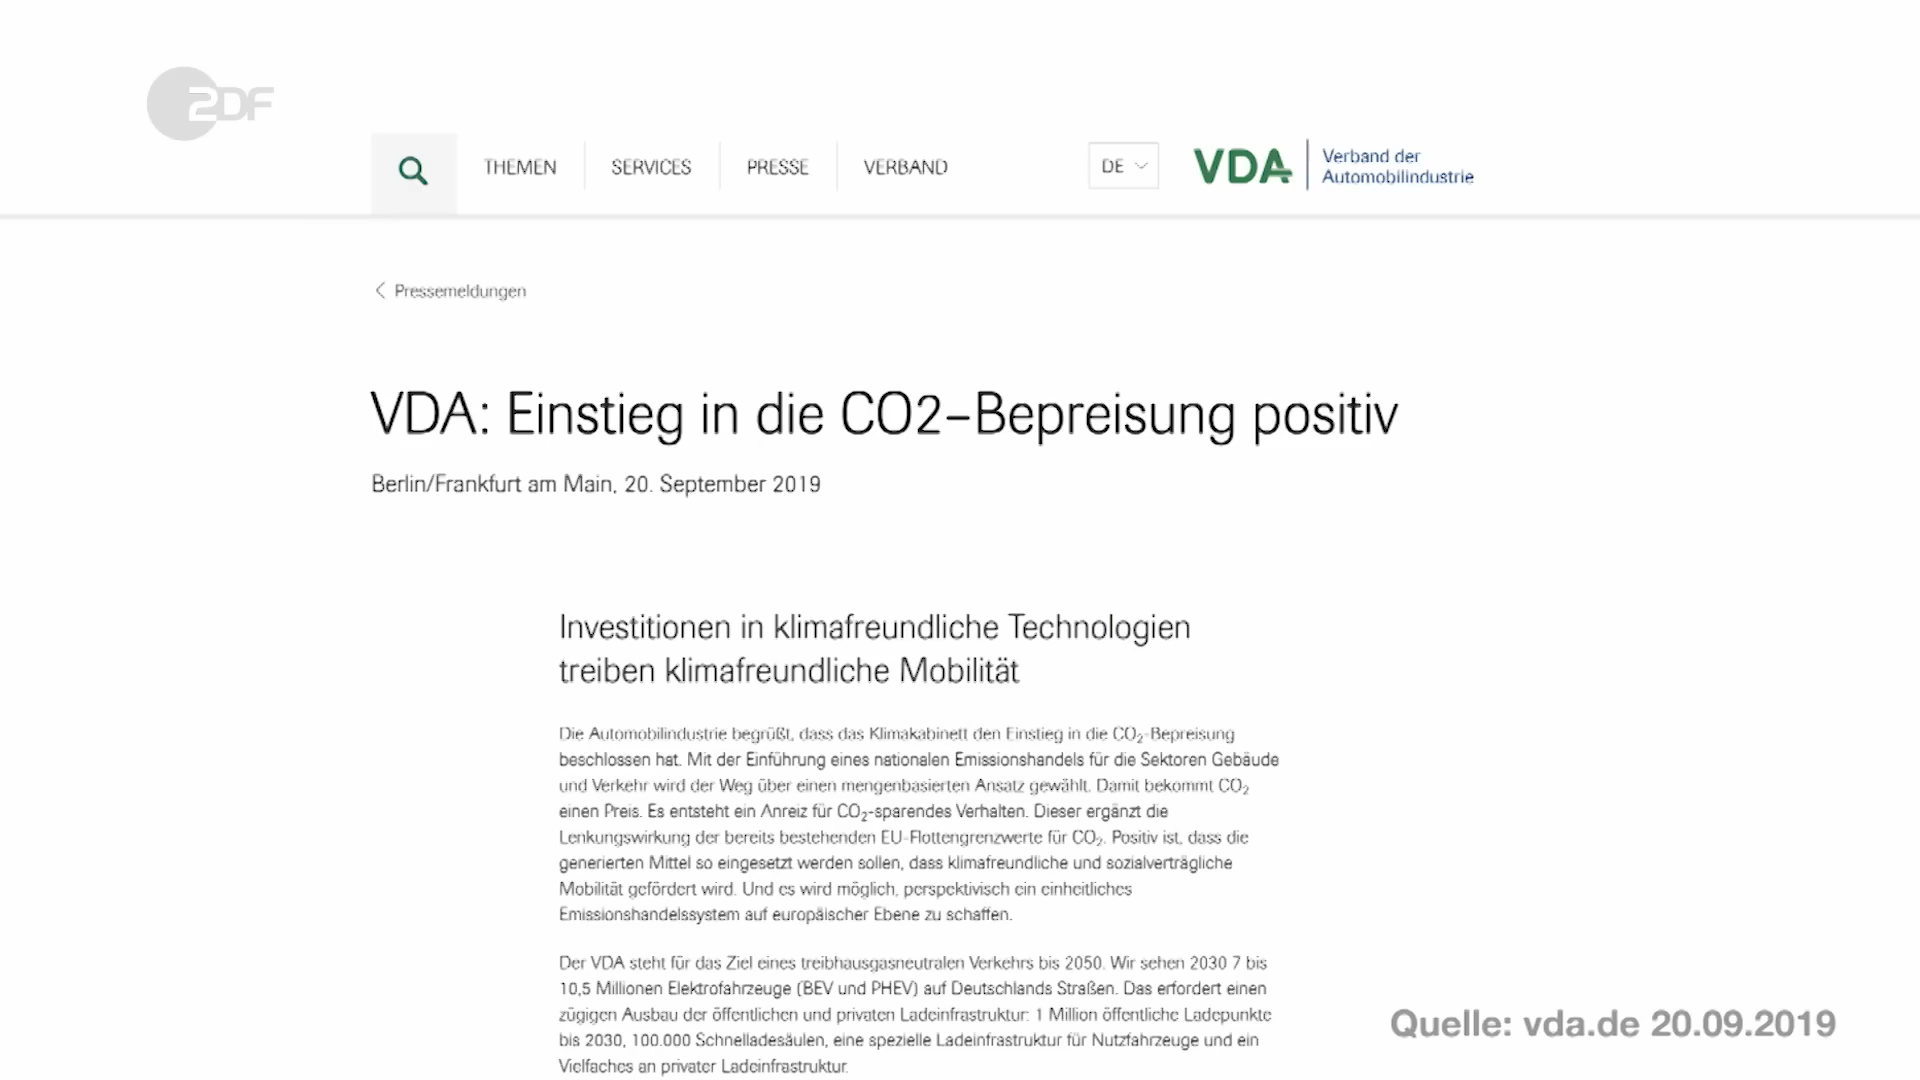 ZDF
THEMEN
SERVICES
PRESSE
VERBAND
DE
VDA
Verband der
Automobilindustrie
Pressemeldungen
VDA: Einstieg in die CO2-Bepreisung positiv
Berlin/Frankfurt am Main, 20. September 2019
Investitionen in klimafreundliche Technologien
treiben klimafreundliche Mobilität
Die Automobilindustrie begrüßt, dass das Klimakabinett den Einstieg in die CO₂-Bepreisung
beschlossen hat. Mit der Einführung eines nationalen Emissionshandels für die Sektoren Gebäude
und Verkehr wird der Weg über einen mengenbasierten Ansatz gewählt. Damit bekommt CO₂
einen Preis. Es entsteht ein Anreiz für CO₂-sparendes Verhalten. Dieser ergänzt die
Lenkungswirkung der bereits bestehenden EU-Flottengrenzwerte für CO₂. Positiv ist, dass die
generierten Mittel so eingesetzt werden sollen, dass klimafreundliche und sozialverträgliche
Mobilität gefördert wird. Und es wird möglich, perspektivisch ein einheitliches
Emissionshandelssystem auf europäischer Ebene zu schaffen.
Der VDA steht für das Ziel eines treibhausgasneutralen Verkehrs bis 2050. Wir sehen 2030 7 bis
10,5 Millionen Elektrofahrzeuge (BEV und PHEV) auf Deutschlands Straßen. Das erfordert einen
zügigen Ausbau der öffentlichen und privaten Ladeinfrastruktur: 1 Million öffentliche Ladepunkte
bis 2030, 100.000 Schnelladesäulen, eine spezielle Ladeinfrastruktur für Nutzfahrzeuge und ein
Vielfaches an privater Ladeinfrastruktur.
Quelle: vda.de 20.09.2019